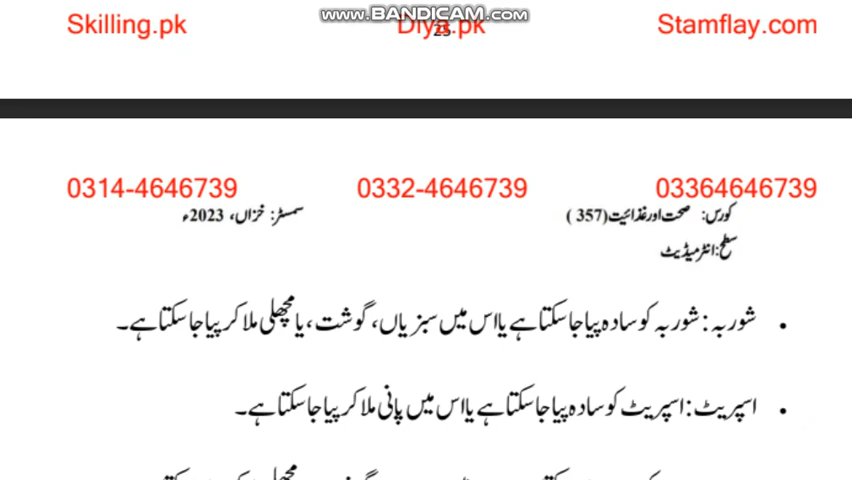 www.BANDICAM.com
Skilling.pk Diya.pk Stamflay.com
25
0314-4646739 0332-4646739 03364646739
کورس: صحت اور غذائیت (357) سمسٹر: خزاں، 2023ء
سطح: انٹر میڈیٹ
• شوربہ: شوربہ کو سادہ پیا جا سکتا ہے یا اس میں سبزیاں، گوشت، یا مچھلی ملا کر پیا جا سکتا ہے۔
• اسپریٹ: اسپریٹ کو سادہ پیا جا سکتا ہے یا اس میں پانی ملا کر پیا جا سکتا ہے۔